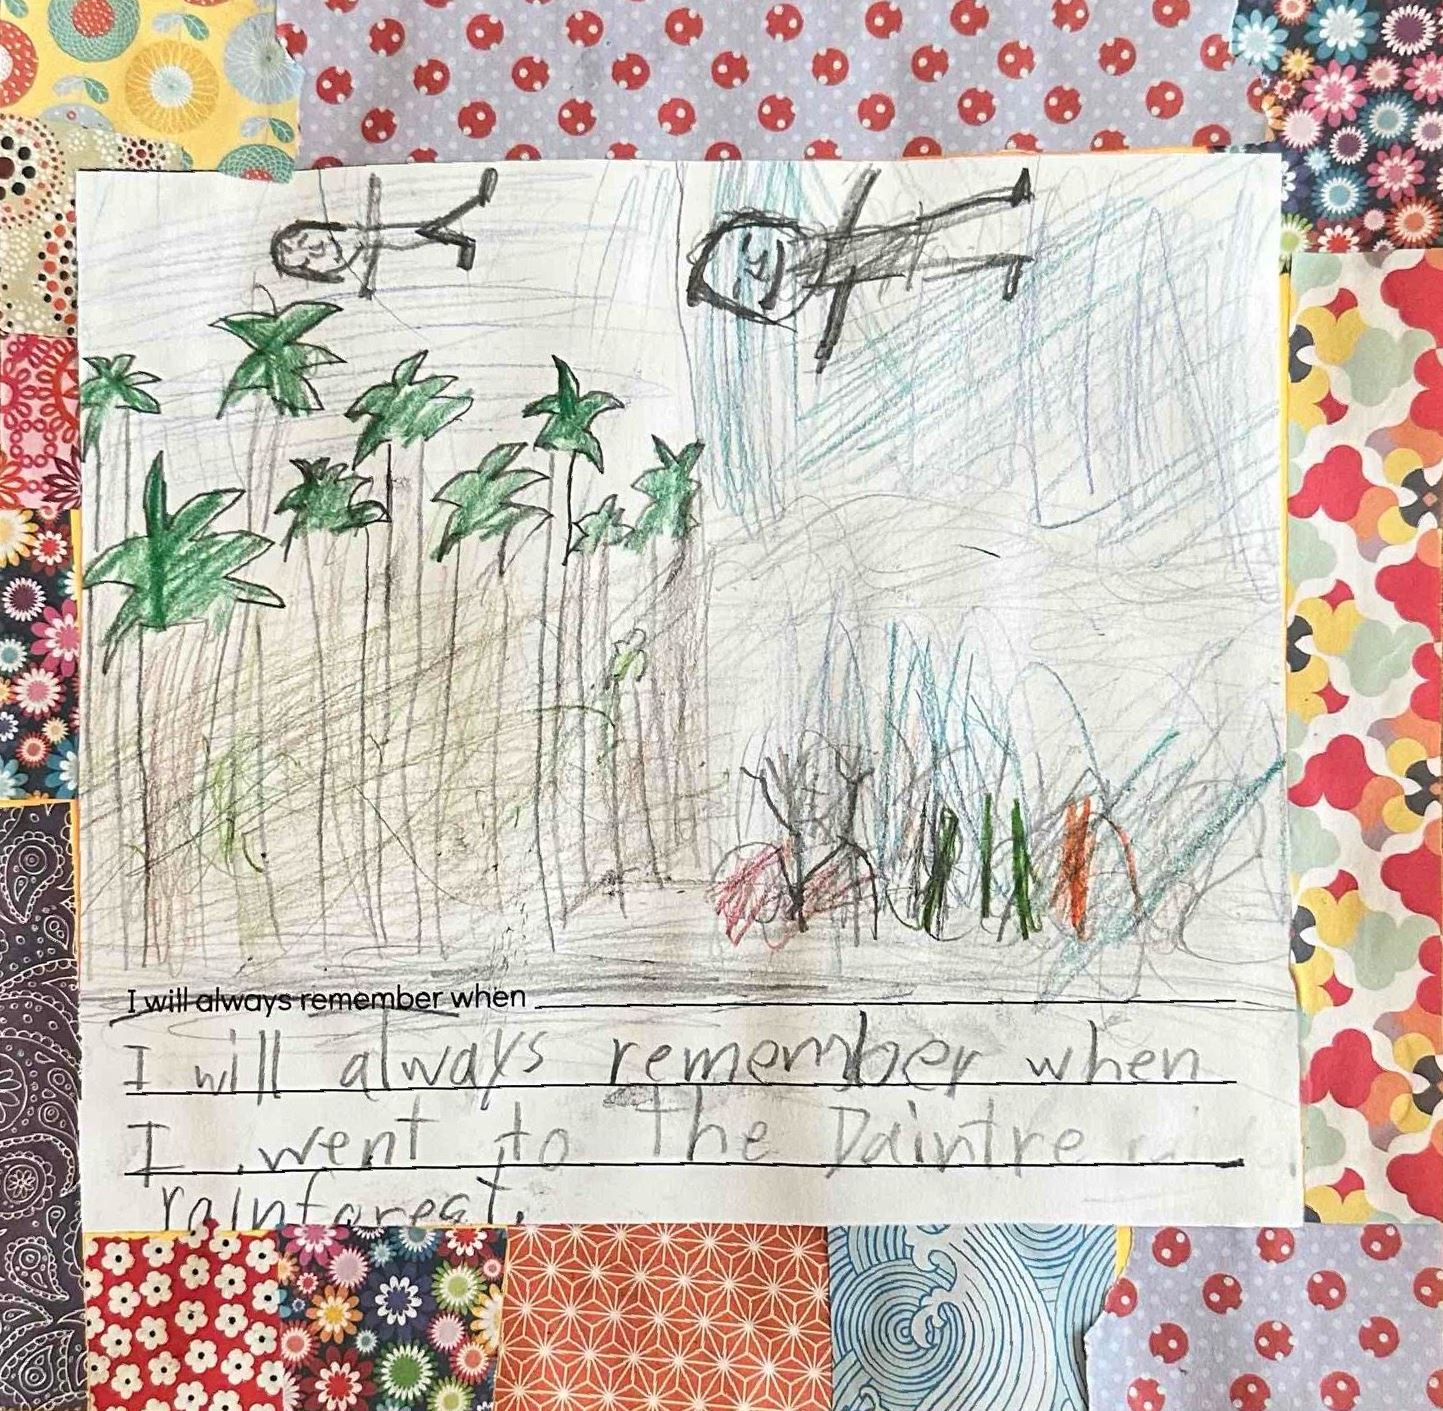 I will always remember when
I will always remember when
I went to The Daintre
rainforest.